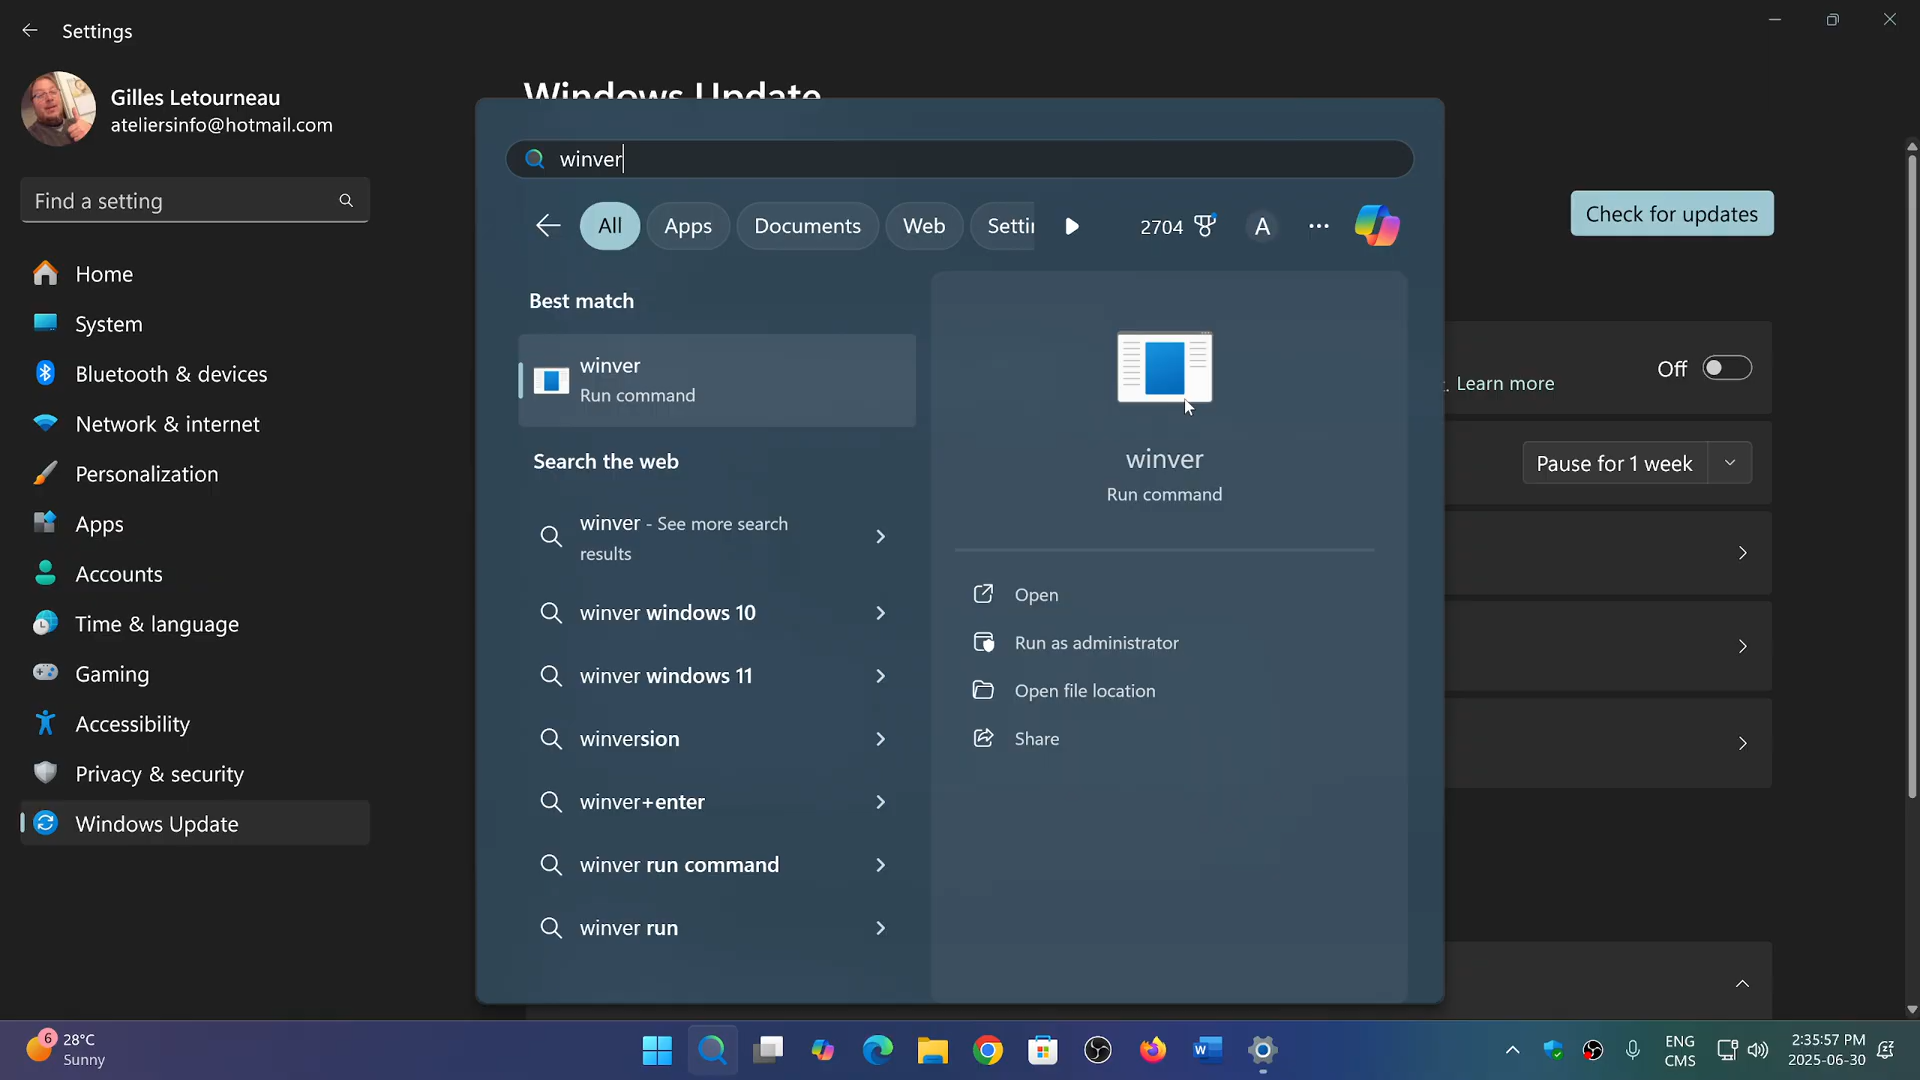 Settings
Gilles Letourneau
ateliersinfo@hotmail.com
Find a setting
Home
System
Bluetooth & devices
Network & internet
Personalization
Apps
Accounts
Time & language
Gaming
Accessibility
Privacy & security
Windows Update
Windows Update
Check for updates
Off
. Learn more
Pause for 1 week
winver
All
Apps
Documents
Web
Settin
2704
A
Best match
winver
Run command
Search the web
winver - See more search
results
winver windows 10
winver windows 11
winversion
winver+enter
winver run command
winver run
winver
Run command
Open
Run as administrator
Open file location
Share
6
28°C
Sunny
W
ENG
CMS
2:35:57 PM
2025-06-30